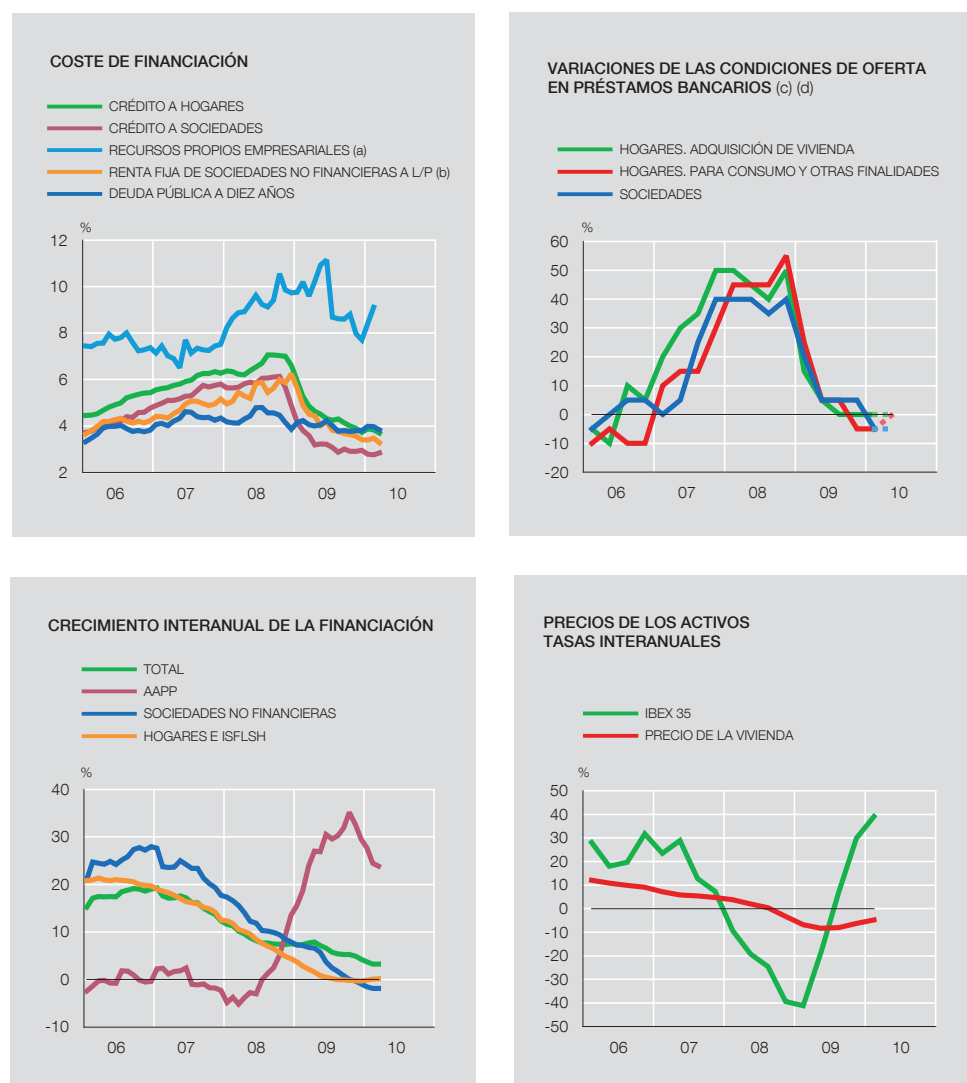 COSTE DE FINANCIACIÓN
CRÉDITO A HOGARES
CRÉDITO A SOCIEDADES
RECURSOS PROPIOS EMPRESARIALES (a)
RENTA FIJA DE SOCIEDADES NO FINANCIERAS A L/P (b)
DEUDA PÚBLICA A DIEZ AÑOS
%
12
10
8
6
4
2
06 07 08 09 10
VARIACIONES DE LAS CONDICIONES DE OFERTA
EN PRÉSTAMOS BANCARIOS (c) (d)
HOGARES. ADQUISICIÓN DE VIVIENDA
HOGARES. PARA CONSUMO Y OTRAS FINALIDADES
SOCIEDADES
%
60
50
40
30
20
10
0
-10
-20
06 07 08 09 10
CRECIMIENTO INTERANUAL DE LA FINANCIACIÓN
TOTAL
AAPP
SOCIEDADES NO FINANCIERAS
HOGARES E ISFLSH
%
40
30
20
10
0
-10
06 07 08 09 10
PRECIOS DE LOS ACTIVOS
TASAS INTERANUALES
IBEX 35
PRECIO DE LA VIVIENDA
%
50
40
30
20
10
0
-10
-20
-30
-40
-50
06 07 08 09 10